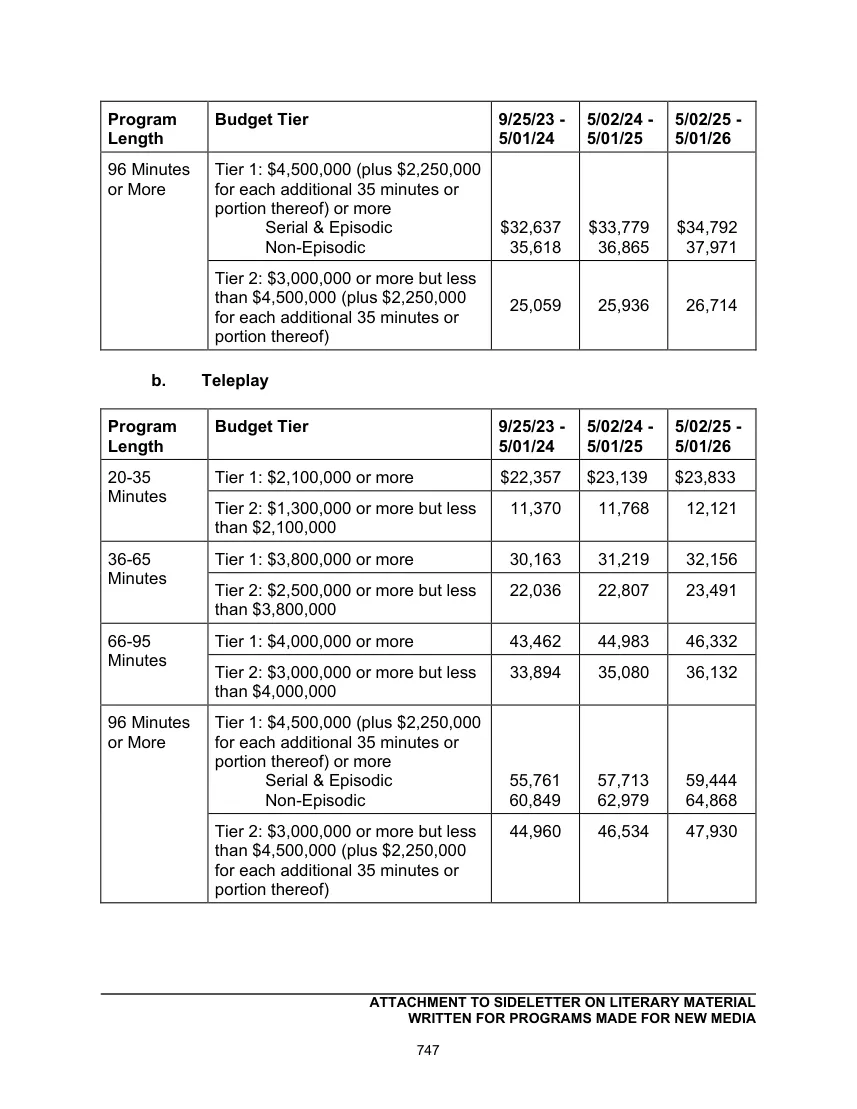 Program Length Budget Tier 9/25/23 - 5/01/24 5/02/24 - 5/01/25 5/02/25 - 5/01/26
96 Minutes or More
Tier 1: $4,500,000 (plus $2,250,000
for each additional 35 minutes or
portion thereof) or more
Serial & Episodic $32,637 $33,779 $34,792
Non-Episodic 35,618 36,865 37,971
Tier 2: $3,000,000 or more but less
than $4,500,000 (plus $2,250,000
for each additional 35 minutes or
portion thereof)
25,059 25,936 26,714
b. Teleplay
Program Length Budget Tier 9/25/23 - 5/01/24 5/02/24 - 5/01/25 5/02/25 - 5/01/26
20-35 Minutes
Tier 1: $2,100,000 or more $22,357 $23,139 $23,833
Tier 2: $1,300,000 or more but less
than $2,100,000
11,370 11,768 12,121
36-65 Minutes
Tier 1: $3,800,000 or more 30,163 31,219 32,156
Tier 2: $2,500,000 or more but less
than $3,800,000
22,036 22,807 23,491
66-95 Minutes
Tier 1: $4,000,000 or more 43,462 44,983 46,332
Tier 2: $3,000,000 or more but less
than $4,000,000
33,894 35,080 36,132
96 Minutes or More
Tier 1: $4,500,000 (plus $2,250,000
for each additional 35 minutes or
portion thereof) or more
Serial & Episodic 55,761 57,713 59,444
Non-Episodic 60,849 62,979 64,868
Tier 2: $3,000,000 or more but less
than $4,500,000 (plus $2,250,000
for each additional 35 minutes or
portion thereof)
44,960 46,534 47,930
ATTACHMENT TO SIDELETTER ON LITERARY MATERIAL
WRITTEN FOR PROGRAMS MADE FOR NEW MEDIA
747